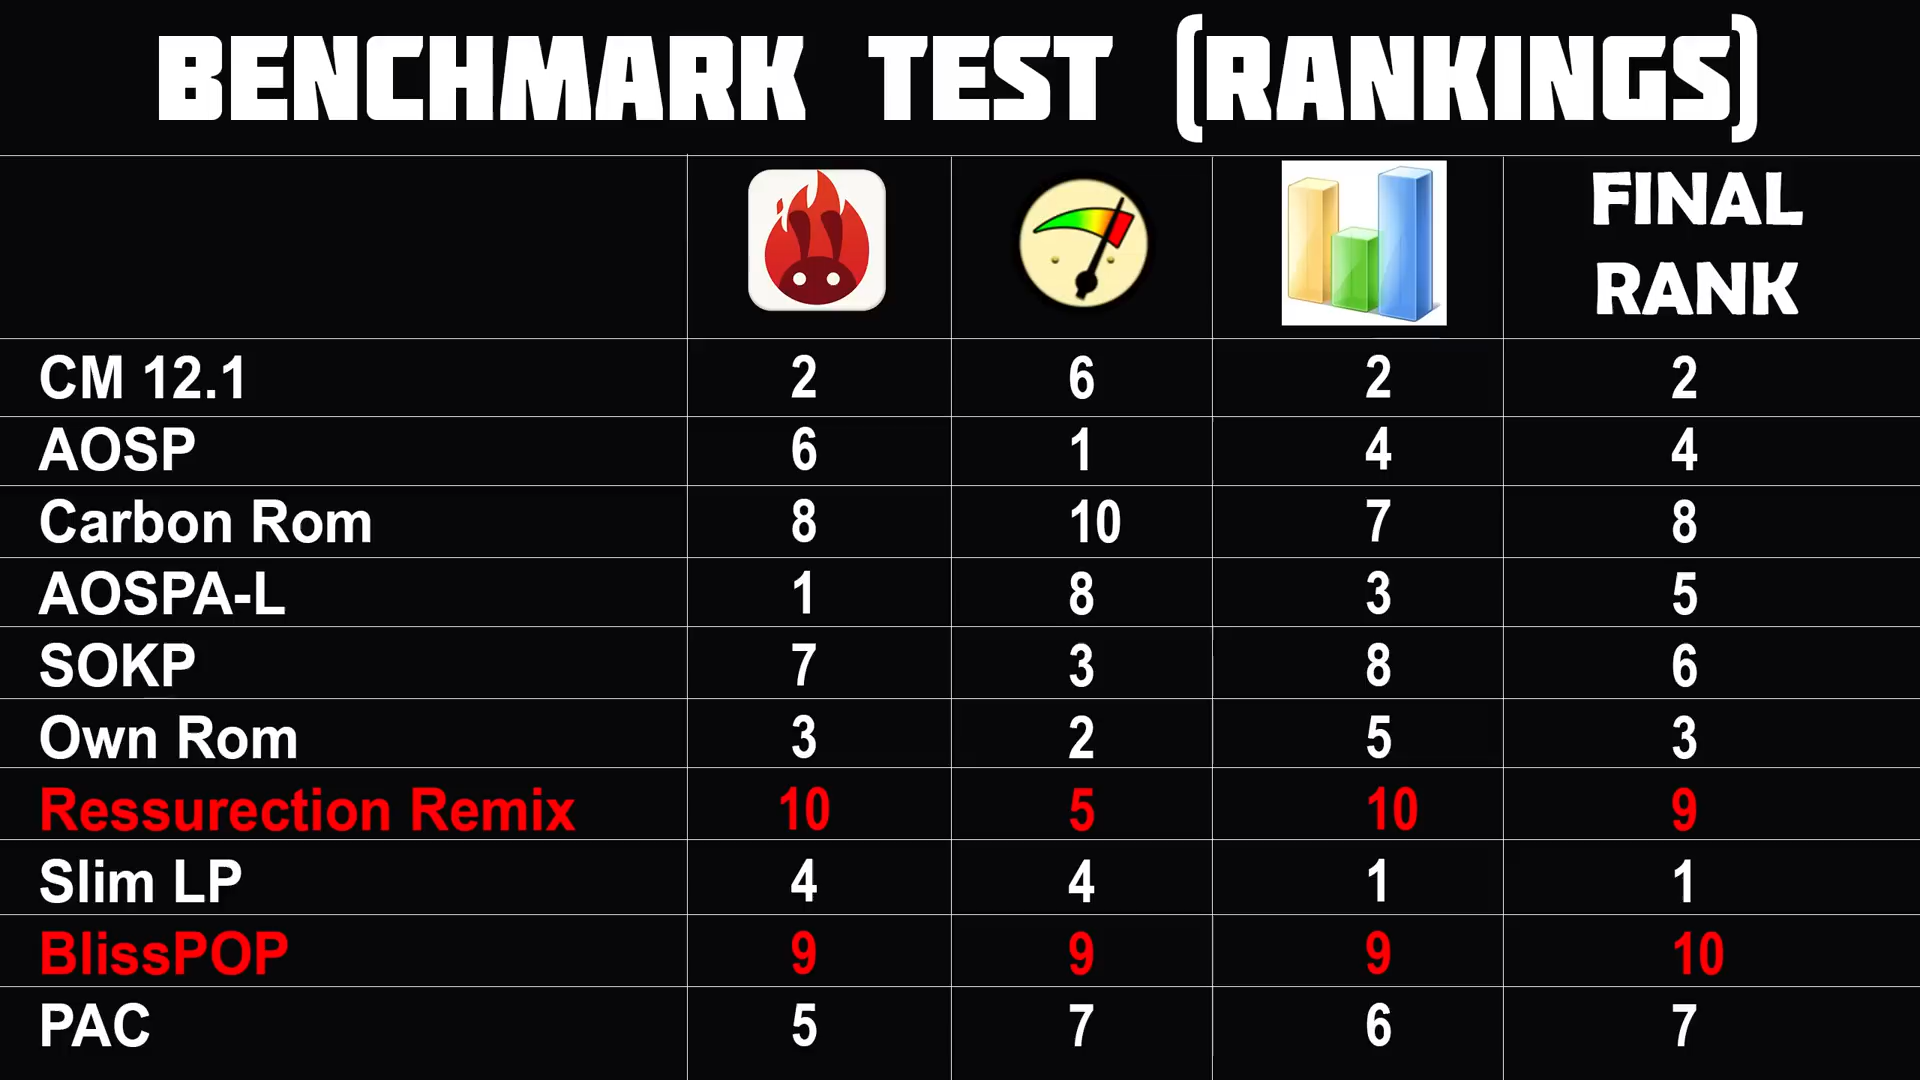 BENCHMARK TEST (RANKINGS)
FINAL
RANK
CM 12.1 2 6 2 2
AOSP 6 1 4 4
Carbon Rom 8 10 7 8
AOSPA-L 1 8 3 5
SOKP 7 3 8 6
Own Rom 3 2 5 3
Ressurection Remix 10 5 10 9
Slim LP 4 4 1 1
BlissPOP 9 9 9 10
PAC 5 7 6 7